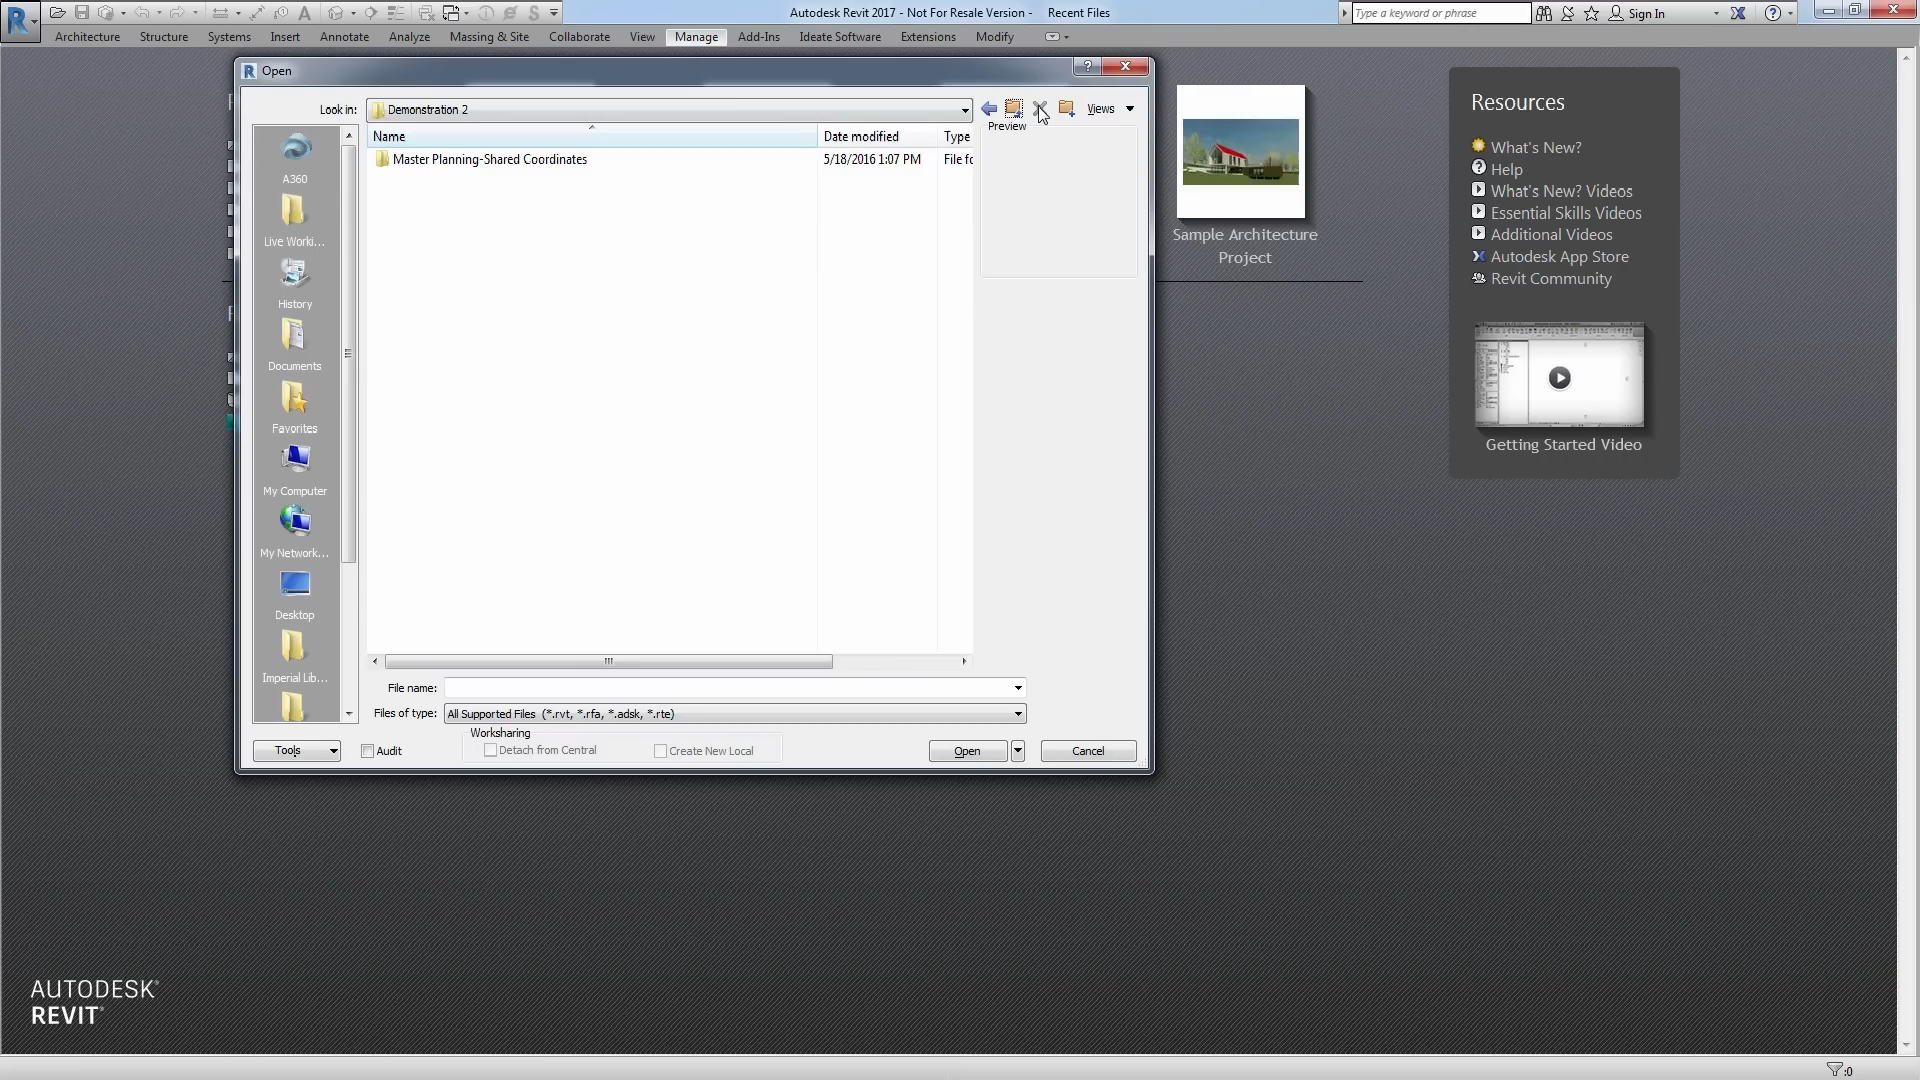 Autodesk Revit 2017 - Not For Resale Version - Recent Files
Type a keyword or phrase
Sign In
Architecture Structure Systems Insert Annotate Analyze Massing & Site Collaborate View Manage Add-Ins Ideate Software Extensions Modify
Open
Look in: Demonstration 2
Views
Preview
Name Date modified Type
Master Planning-Shared Coordinates 5/18/2016 1:07 PM File fc
A360
Live Worki...
History
Documents
Favorites
My Computer
My Network...
Desktop
Imperial Lib...
File name:
Files of type: All Supported Files (*.rvt, *.rfa, *.adsk, *.rte)
Worksharing
Tools Audit Detach from Central Create New Local Open Cancel
Sample Architecture
Project
Resources
What's New?
Help
What's New? Videos
Essential Skills Videos
Additional Videos
Autodesk App Store
Revit Community
Getting Started Video
AUTODESK®
REVIT®
:0